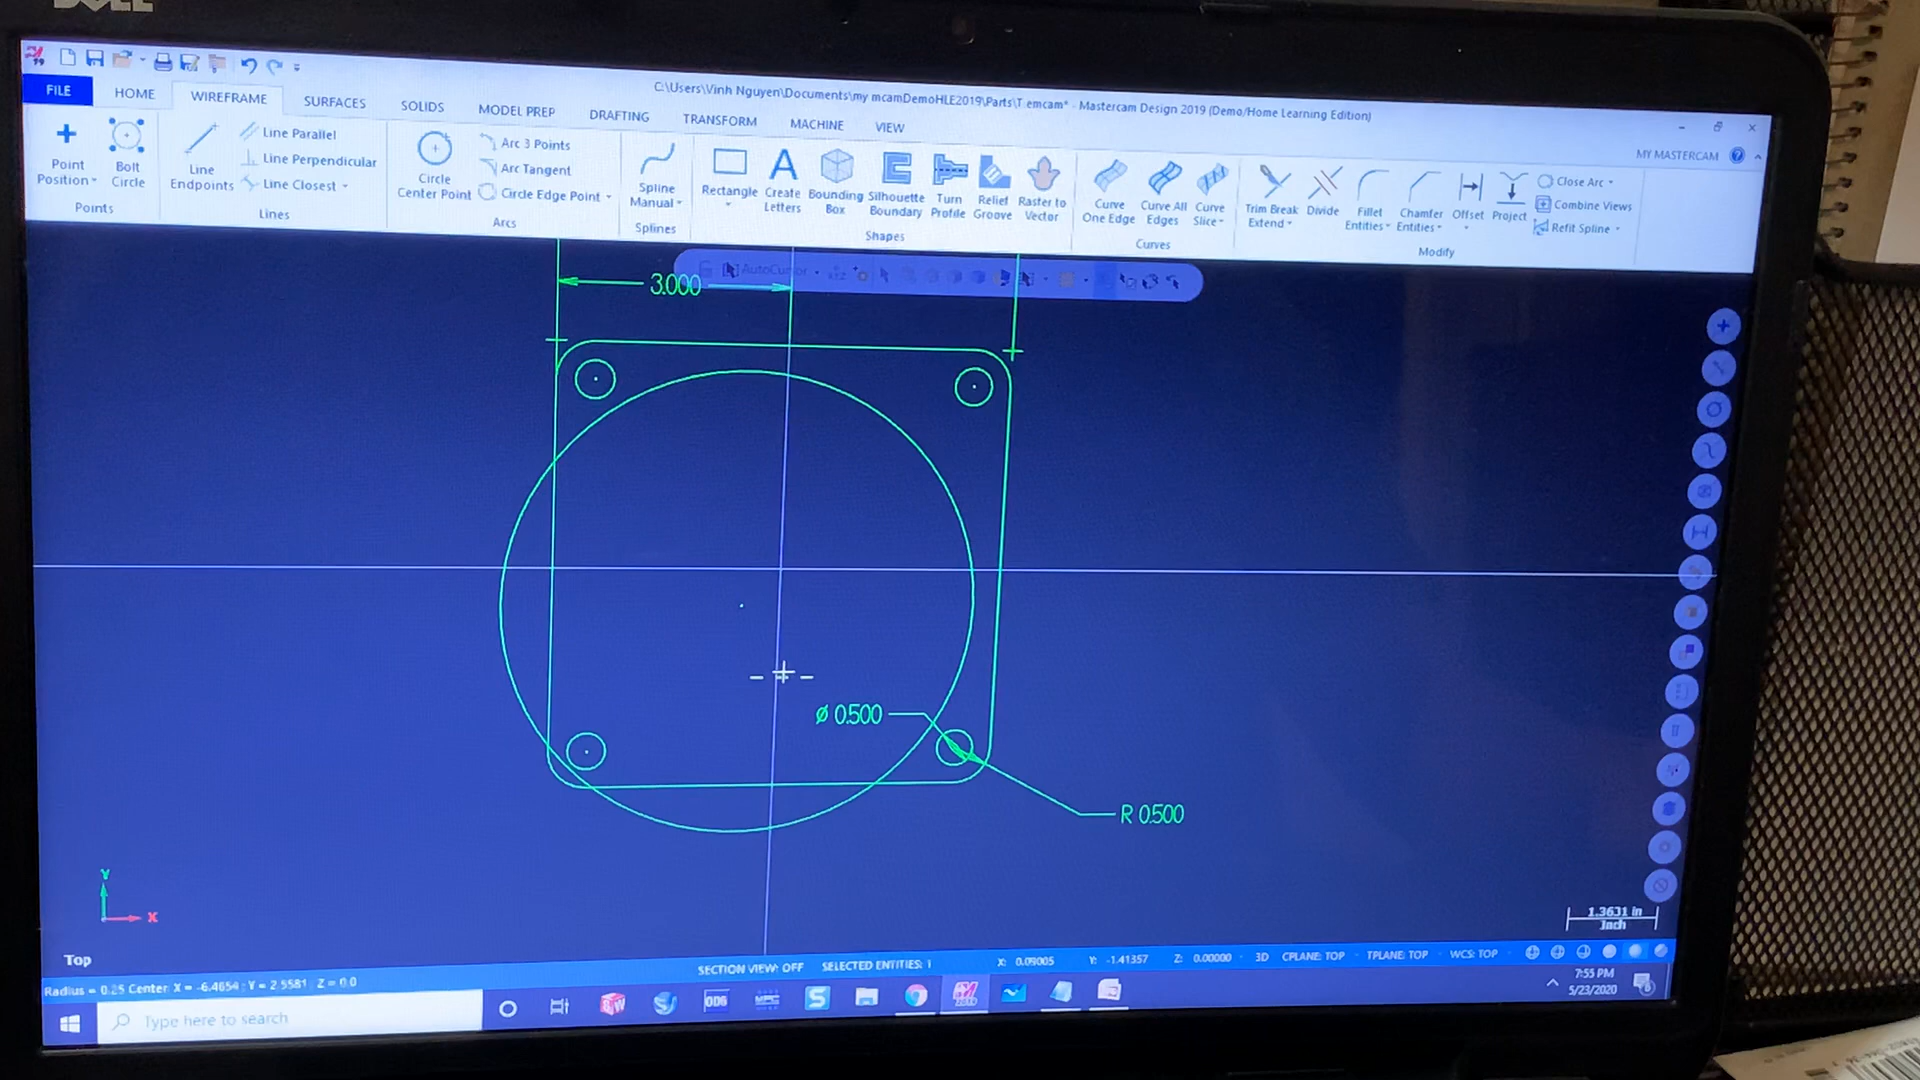 DELL
C:\Users\Vinh Nguyen\Documents\my mcamDemoHLE2019\Parts\T.emcam* - Mastercam Design 2019 (Demo/Home Learning Edition)
FILE HOME WIREFRAME SURFACES SOLIDS MODEL PREP DRAFTING TRANSFORM MACHINE VIEW
MY MASTERCAM
Point Position
Bolt Circle
Points
Line Endpoints
Line Parallel
Line Perpendicular
Line Closest
Lines
Circle Center Point
Arc 3 Points
Arc Tangent
Circle Edge Point
Arcs
Spline Manual
Splines
Rectangle
Create Letters
Bounding Box
Silhouette Boundary
Turn Profile
Relief Groove
Raster to Vector
Shapes
Curve One Edge
Curve All Edges
Curve Slice
Curves
Trim Break Extend
Divide
Fillet Entities
Chamfer Entities
Offset
Project
Close Arc
Combine Views
Refit Spline
Modify
AutoCursor
3.000
Ø 0.500
R 0.500
Y
X
1.3631 in
Inch
Top
SECTION VIEW: OFF SELECTED ENTITIES: 1 X: 0.09005 Y: -1.41357 Z: 0.00000 3D CPLANE: TOP TPLANE: TOP WCS: TOP
Radius = 0.25 Center: X = -6.4654 : Y = 2.5581 Z = 0.0
Type here to search
7:55 PM
5/23/2020